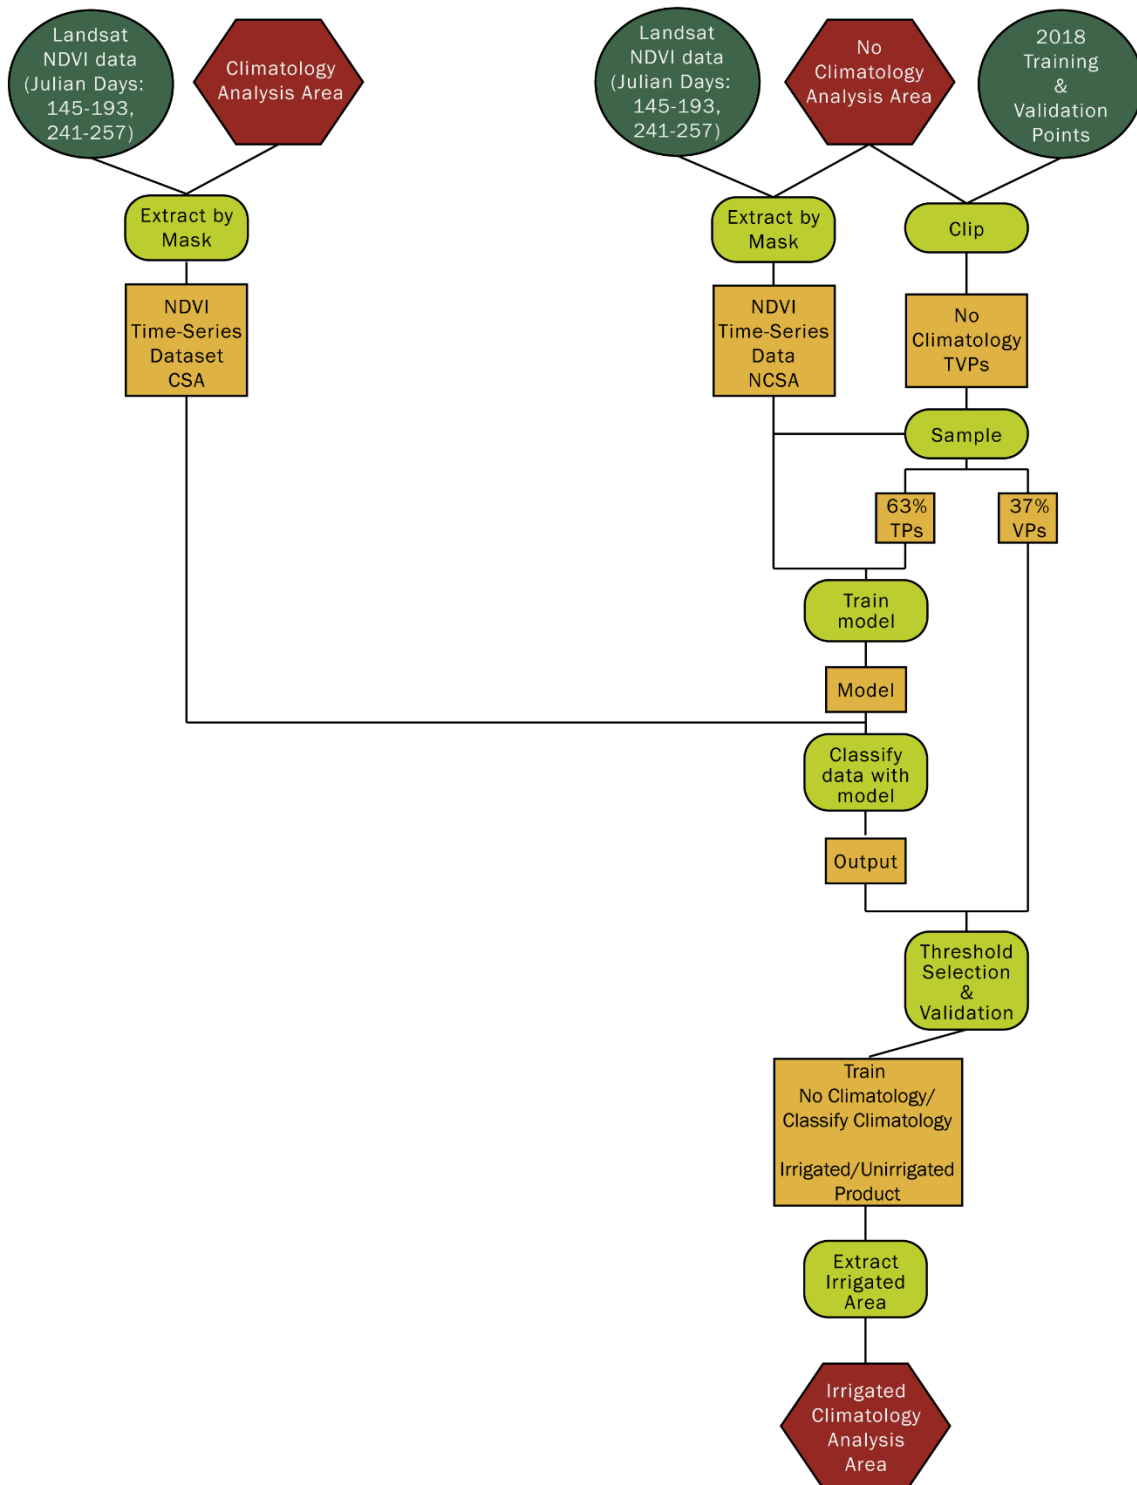 Landsat
NDVI data
(Julian Days:
145-193,
241-257)
Climatology
Analysis Area
Landsat
NDVI data
(Julian Days:
145-193,
241-257)
No
Climatology
Analysis Area
2018
Training
&
Validation
Points
Extract by
Mask
Extract by
Mask
Clip
NDVI
Time-Series
Dataset
CSA
NDVI
Time-Series
Data
NCSA
No
Climatology
TVPs
Sample
63%
TPs
37%
VPs
Train
model
Model
Classify
data with
model
Output
Threshold
Selection
&
Validation
Train
No Climatology/
Classify Climatology
Irrigated/Unirrigated
Product
Extract
Irrigated
Area
Irrigated
Climatology
Analysis
Area